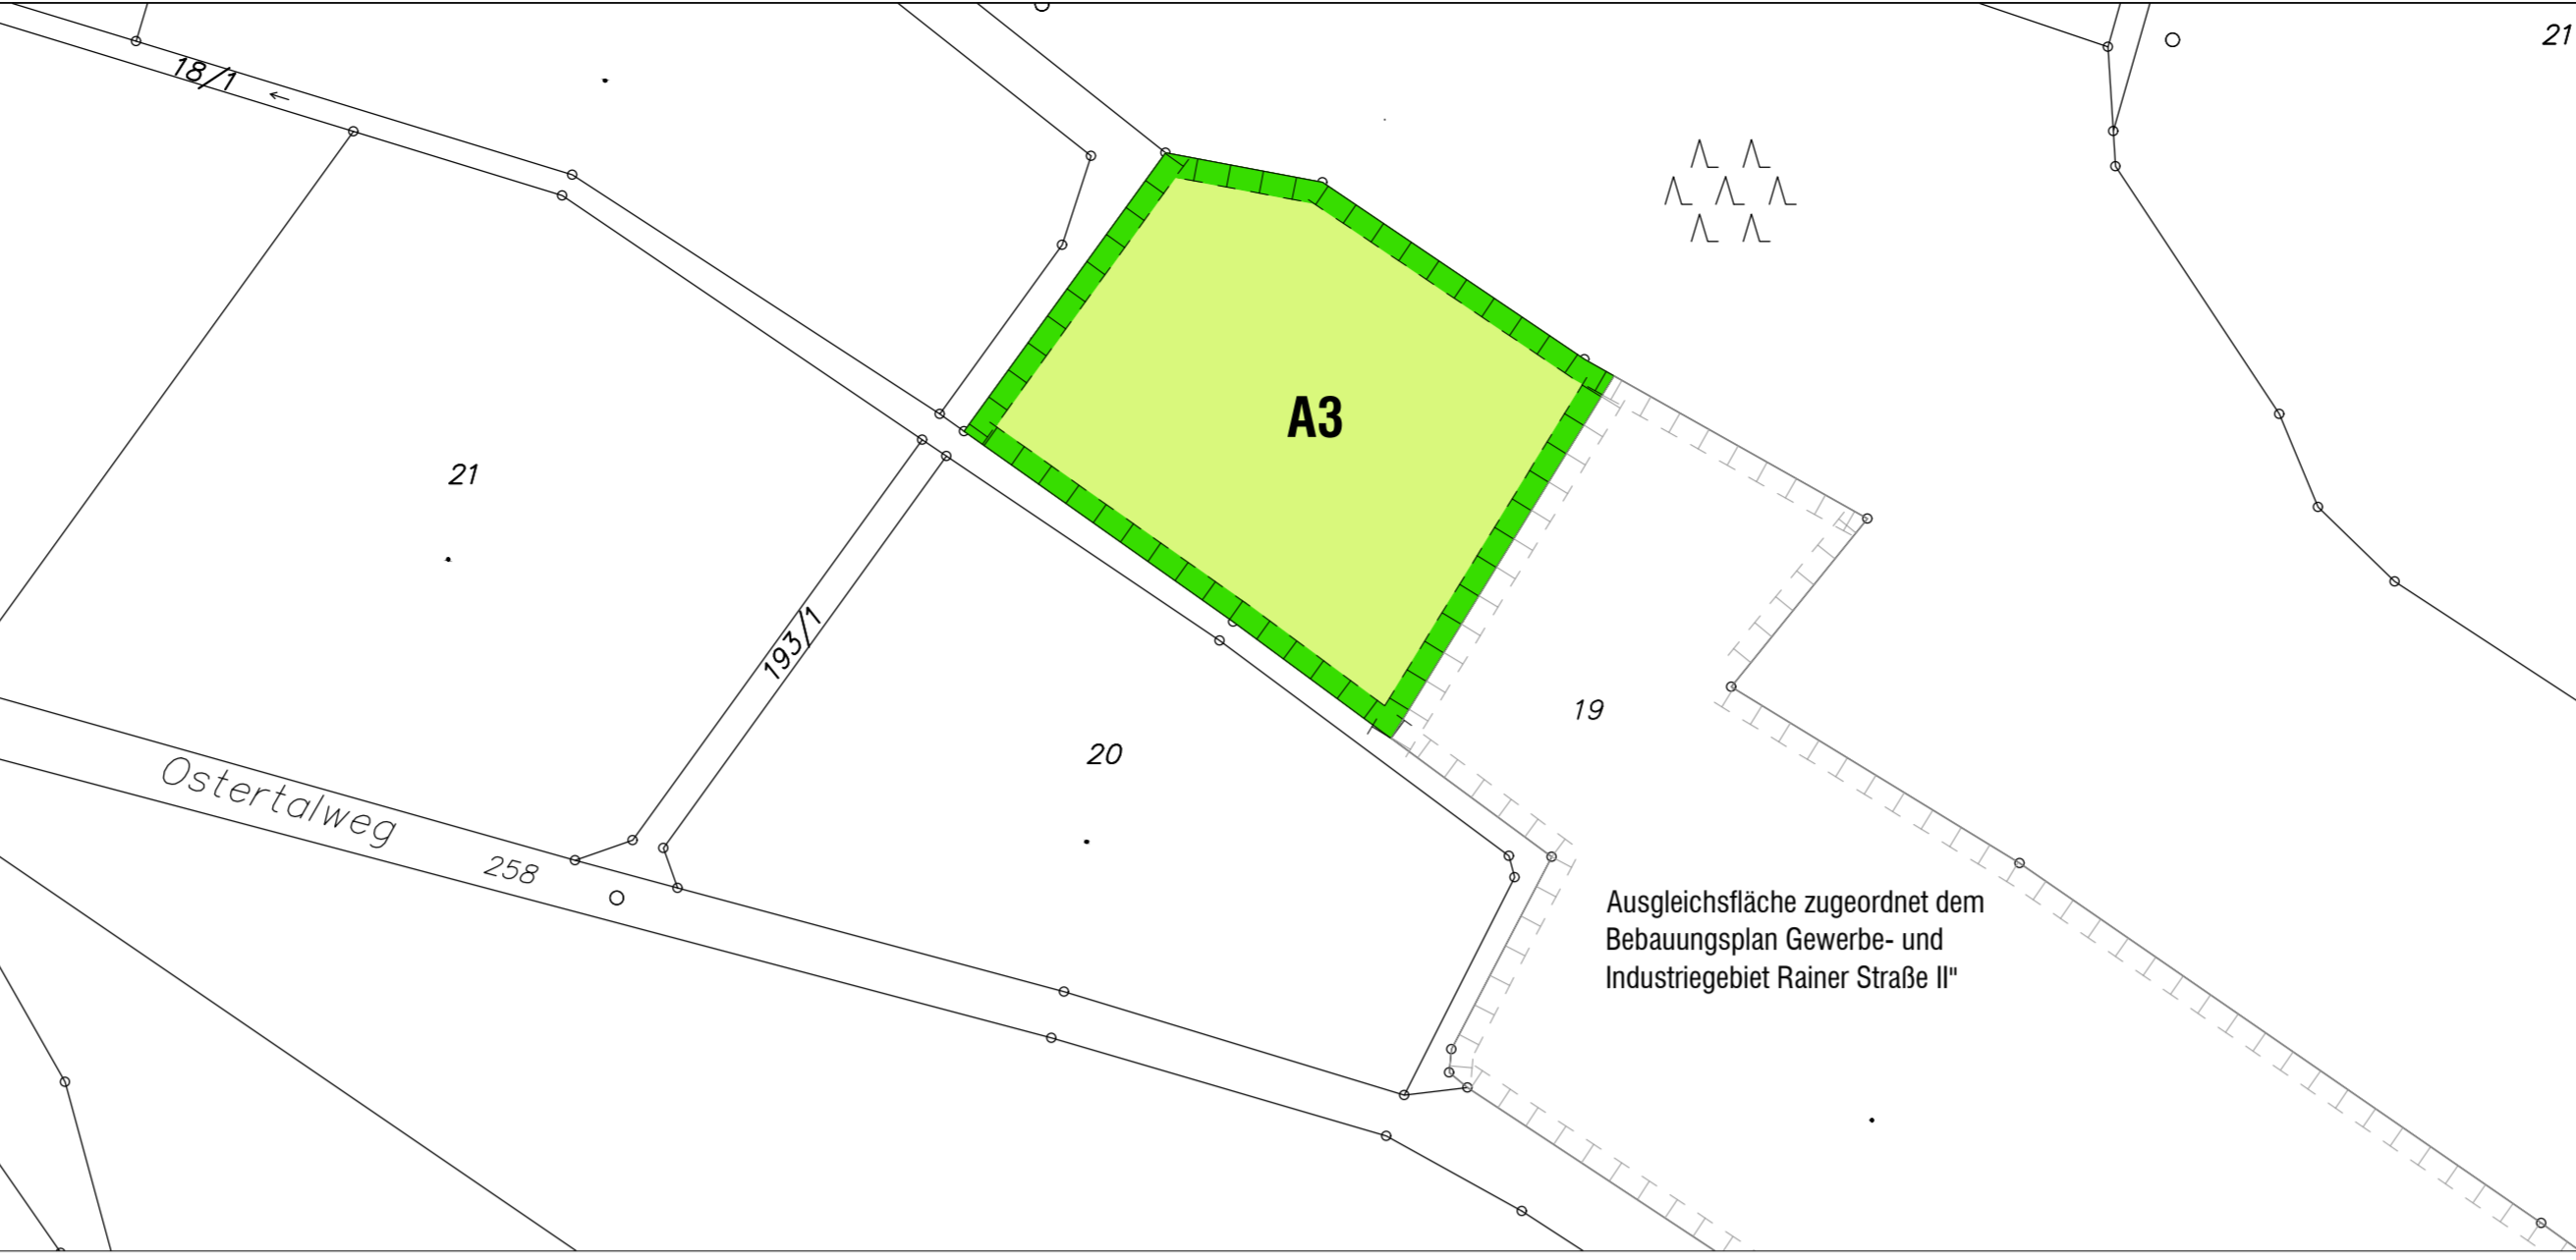 21
18/1
A3
21
193/1
19
20
Ostertalweg
258
Ausgleichsfläche zugeordnet dem
Bebauungsplan Gewerbe- und
Industriegebiet Rainer Straße II"